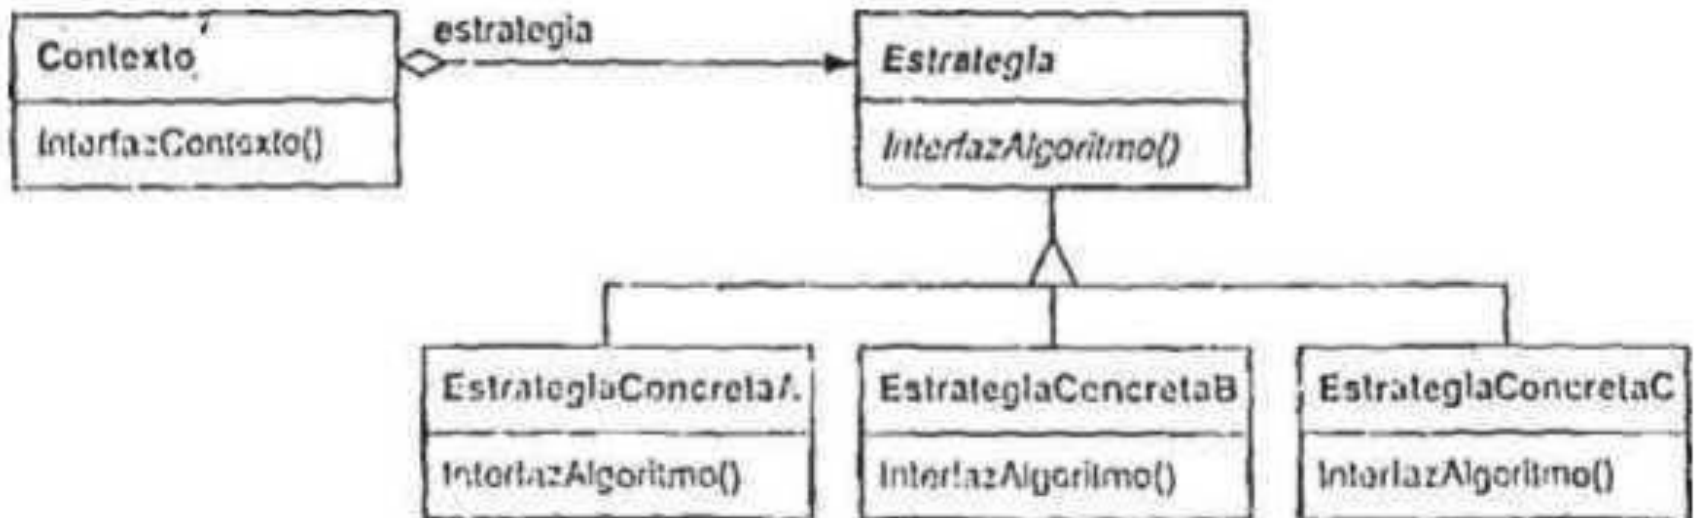 estrategia
Contexto
Estrategia
InterfazContexto()
InterfazAlgoritmo()
EstrategiaConcretaA
EstrategiaConcretaB
EstrategiaConcretaC
InterfazAlgoritmo()
InterfazAlgoritmo()
InterfazAlgoritmo()